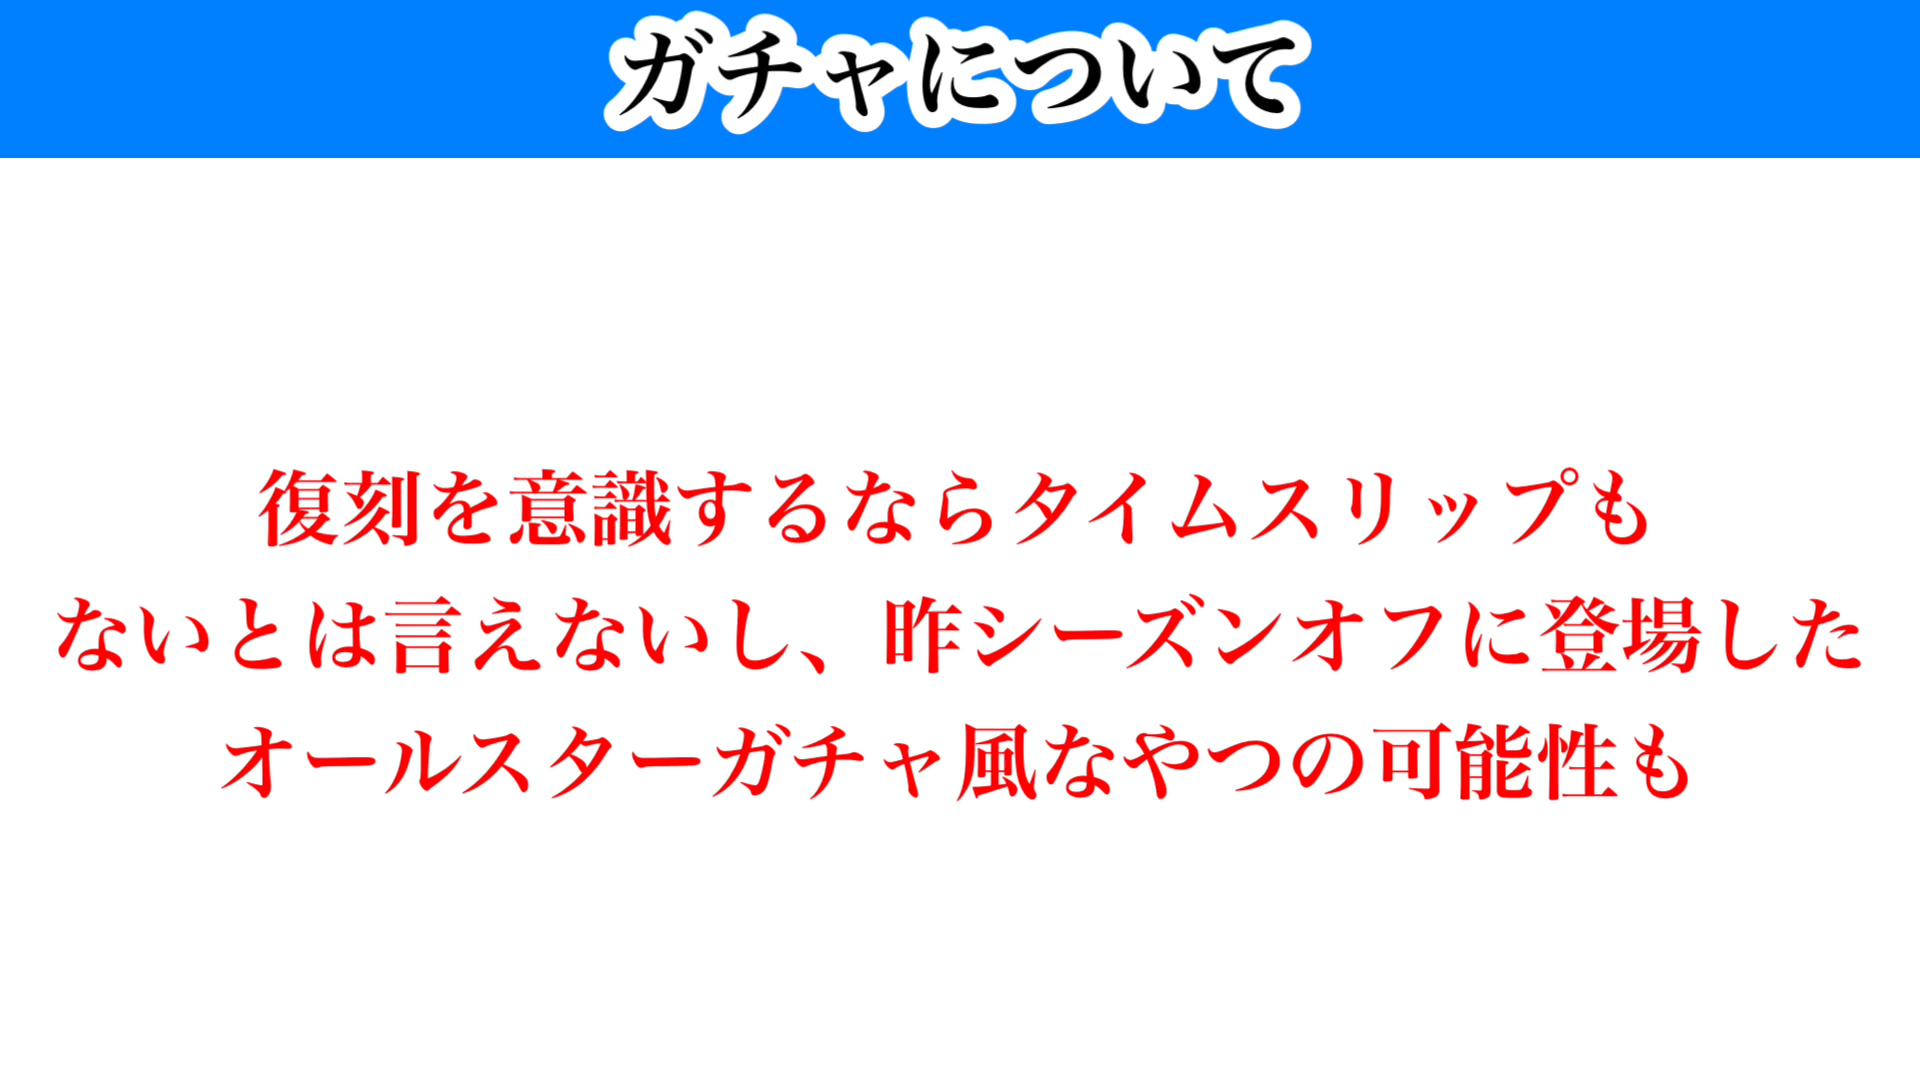 ガチャについて
復刻を意識するならタイムスリップも
ないとは言えないし、昨シーズンオフに登場した
オールスターガチャ風なやつの可能性も